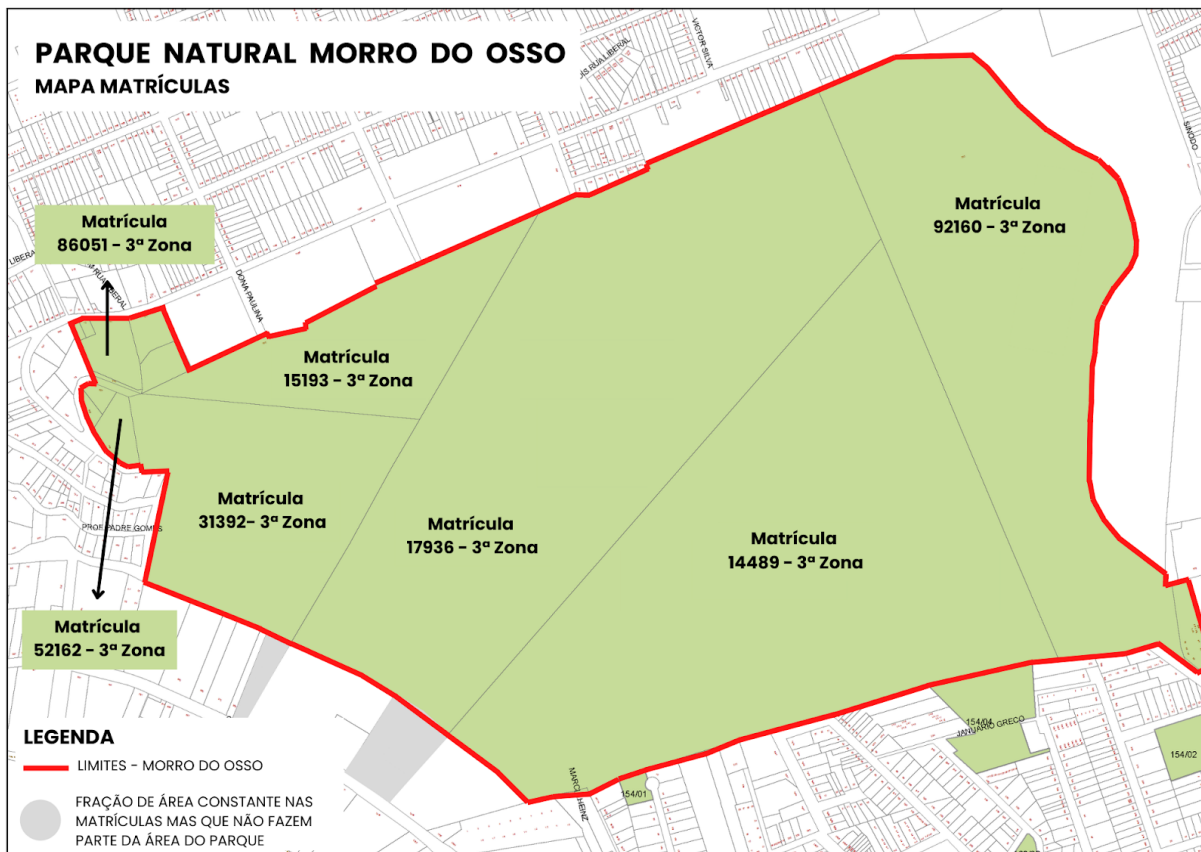 PARQUE NATURAL MORRO DO OSSO
MAPA MATRÍCULAS
VICTOR SILVA
SINODO
Matrícula
86051 - 3ª Zona
Matrícula
92160 - 3ª Zona
DONA PAULINA
Matrícula
15193 - 3ª Zona
Matrícula
31392- 3ª Zona
PROF PADRE GOMES
Matrícula
17936 - 3ª Zona
Matrícula
14489 - 3ª Zona
Matrícula
52162 - 3ª Zona
154/04
JANUÁRIO GRECO
154/02
154/01
LEGENDA
LIMITES - MORRO DO OSSO
FRAÇÃO DE ÁREA CONSTANTE NAS
MATRÍCULAS MAS QUE NÃO FAZEM
PARTE DA ÁREA DO PARQUE